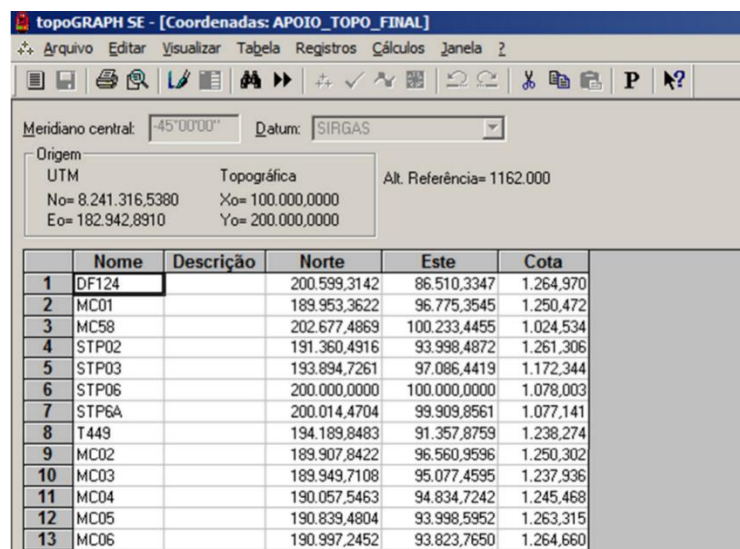 topoGRAPH SE - [Coordenadas: APOIO_TOPO_FINAL]
Arquivo Editar Visualizar Tabela Registros Cálculos Janela ?
P ?
Meridiano central: -45°00'00'' Datum: SIRGAS
Origem
UTM Topográfica Alt. Referência= 1162.000
No= 8.241.316,5380 Xo= 100.000,0000
Eo= 182.942,8910 Yo= 200.000,0000
Nome Descrição Norte Este Cota
1 DF124 200.599,3142 86.510,3347 1.264,970
2 MC01 189.953,3622 96.775,3545 1.250,472
3 MC58 202.677,4869 100.233,4455 1.024,534
4 STP02 191.360,4916 93.998,4872 1.261,306
5 STP03 193.894,7261 97.086,4419 1.172,344
6 STP06 200.000,0000 100.000,0000 1.078,003
7 STP6A 200.014,4704 99.909,8561 1.077,141
8 T449 194.189,8483 91.357,8759 1.238,274
9 MC02 189.907,8422 96.560,9596 1.250,302
10 MC03 189.949,7108 95.077,4595 1.237,936
11 MC04 190.057,5463 94.834,7242 1.245,468
12 MC05 190.839,4804 93.998,5952 1.263,315
13 MC06 190.997,2452 93.823,7650 1.264,660